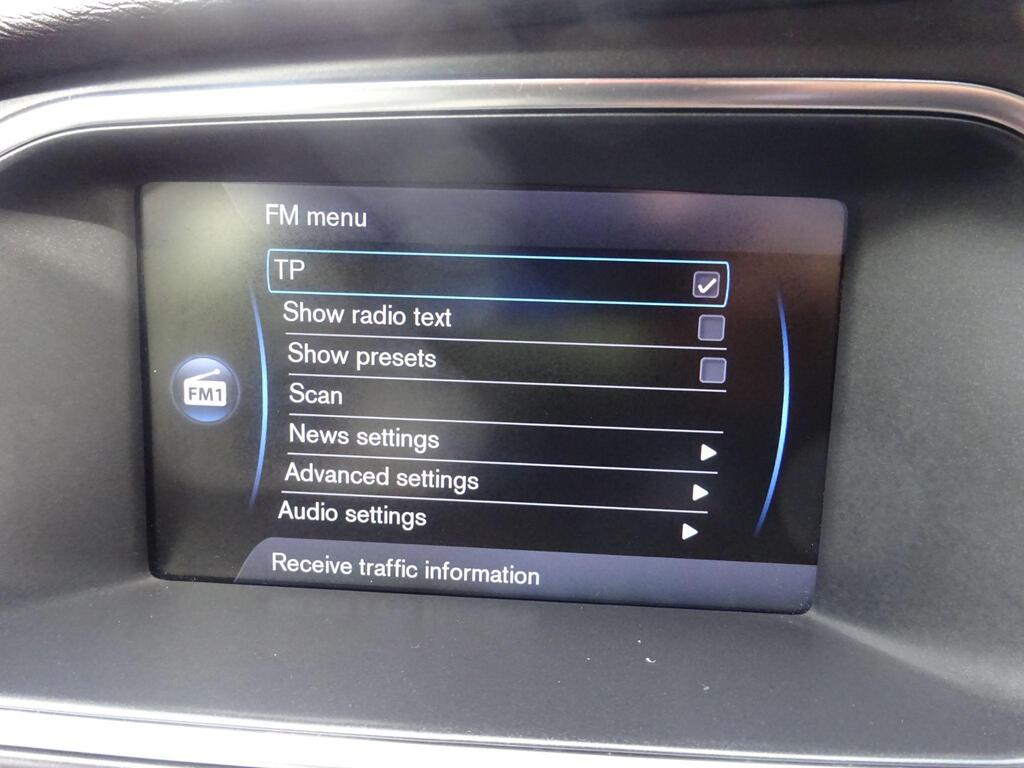 FM menu
TP
Show radio text
Show presets
FM1
Scan
News settings
Advanced settings
Audio settings
Receive traffic information